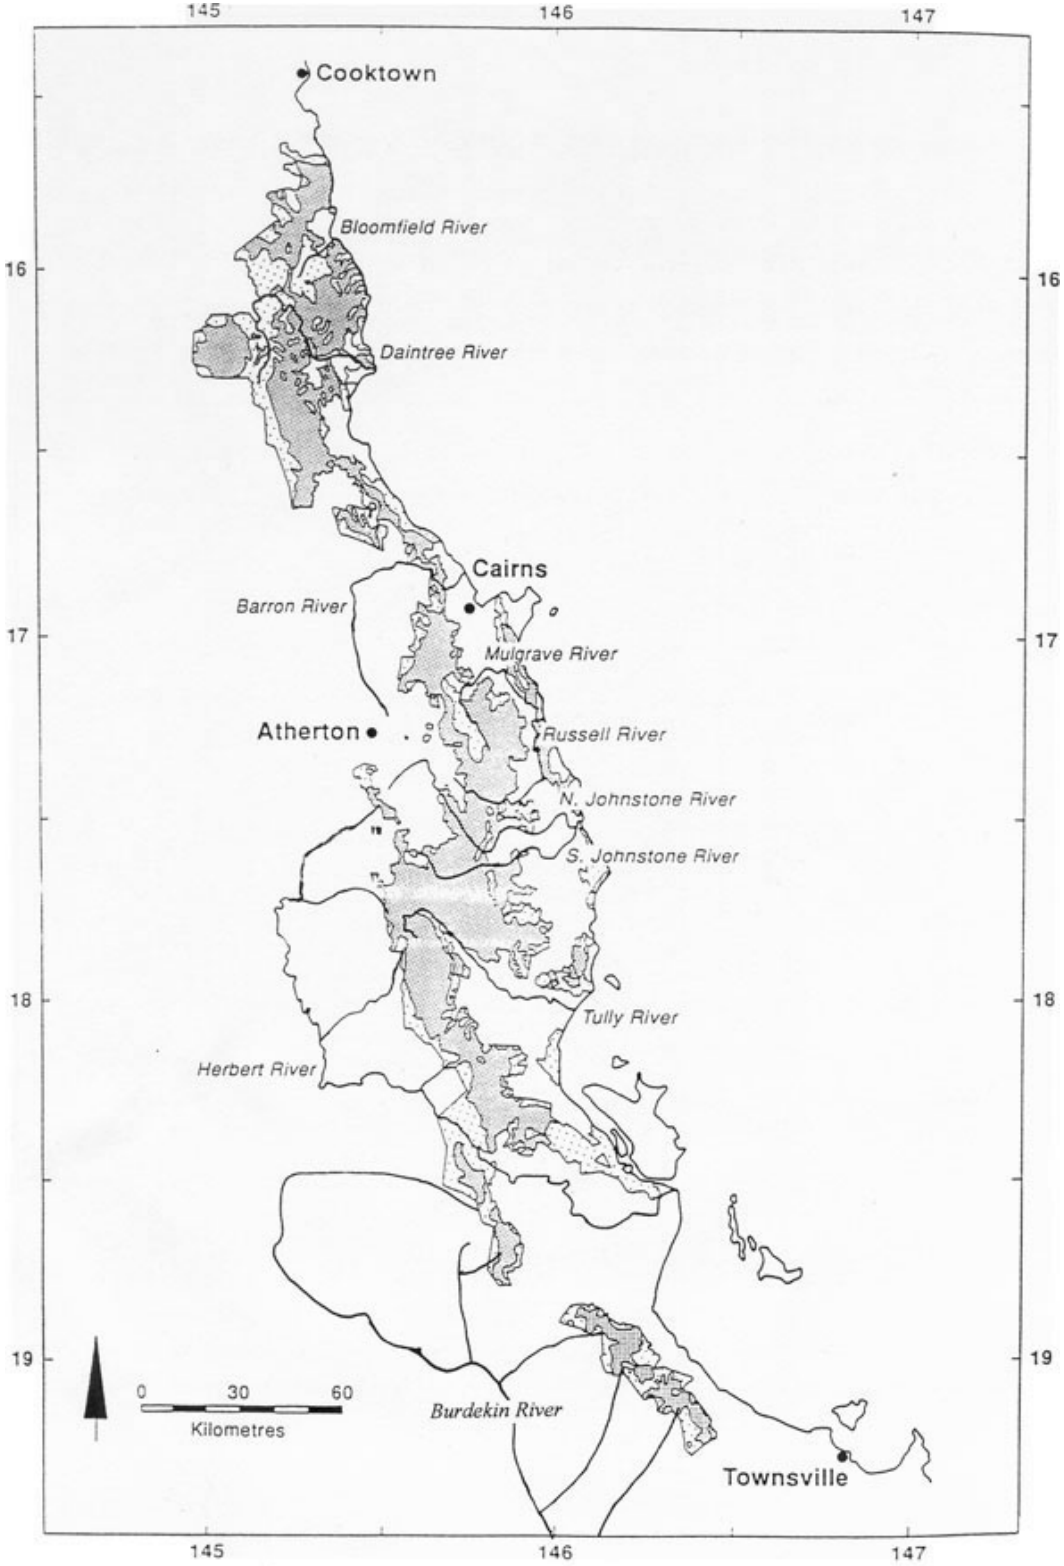 145 146 147
Cooktown
Bloomfield River
16 16
Daintree River
Cairns
Barron River
17 17
Mulgrave River
Atherton
Russell River
N. Johnstone River
S. Johnstone River
18 18
Tully River
Herbert River
19 19
0 30 60
Kilometres
Burdekin River
Townsville
145 146 147